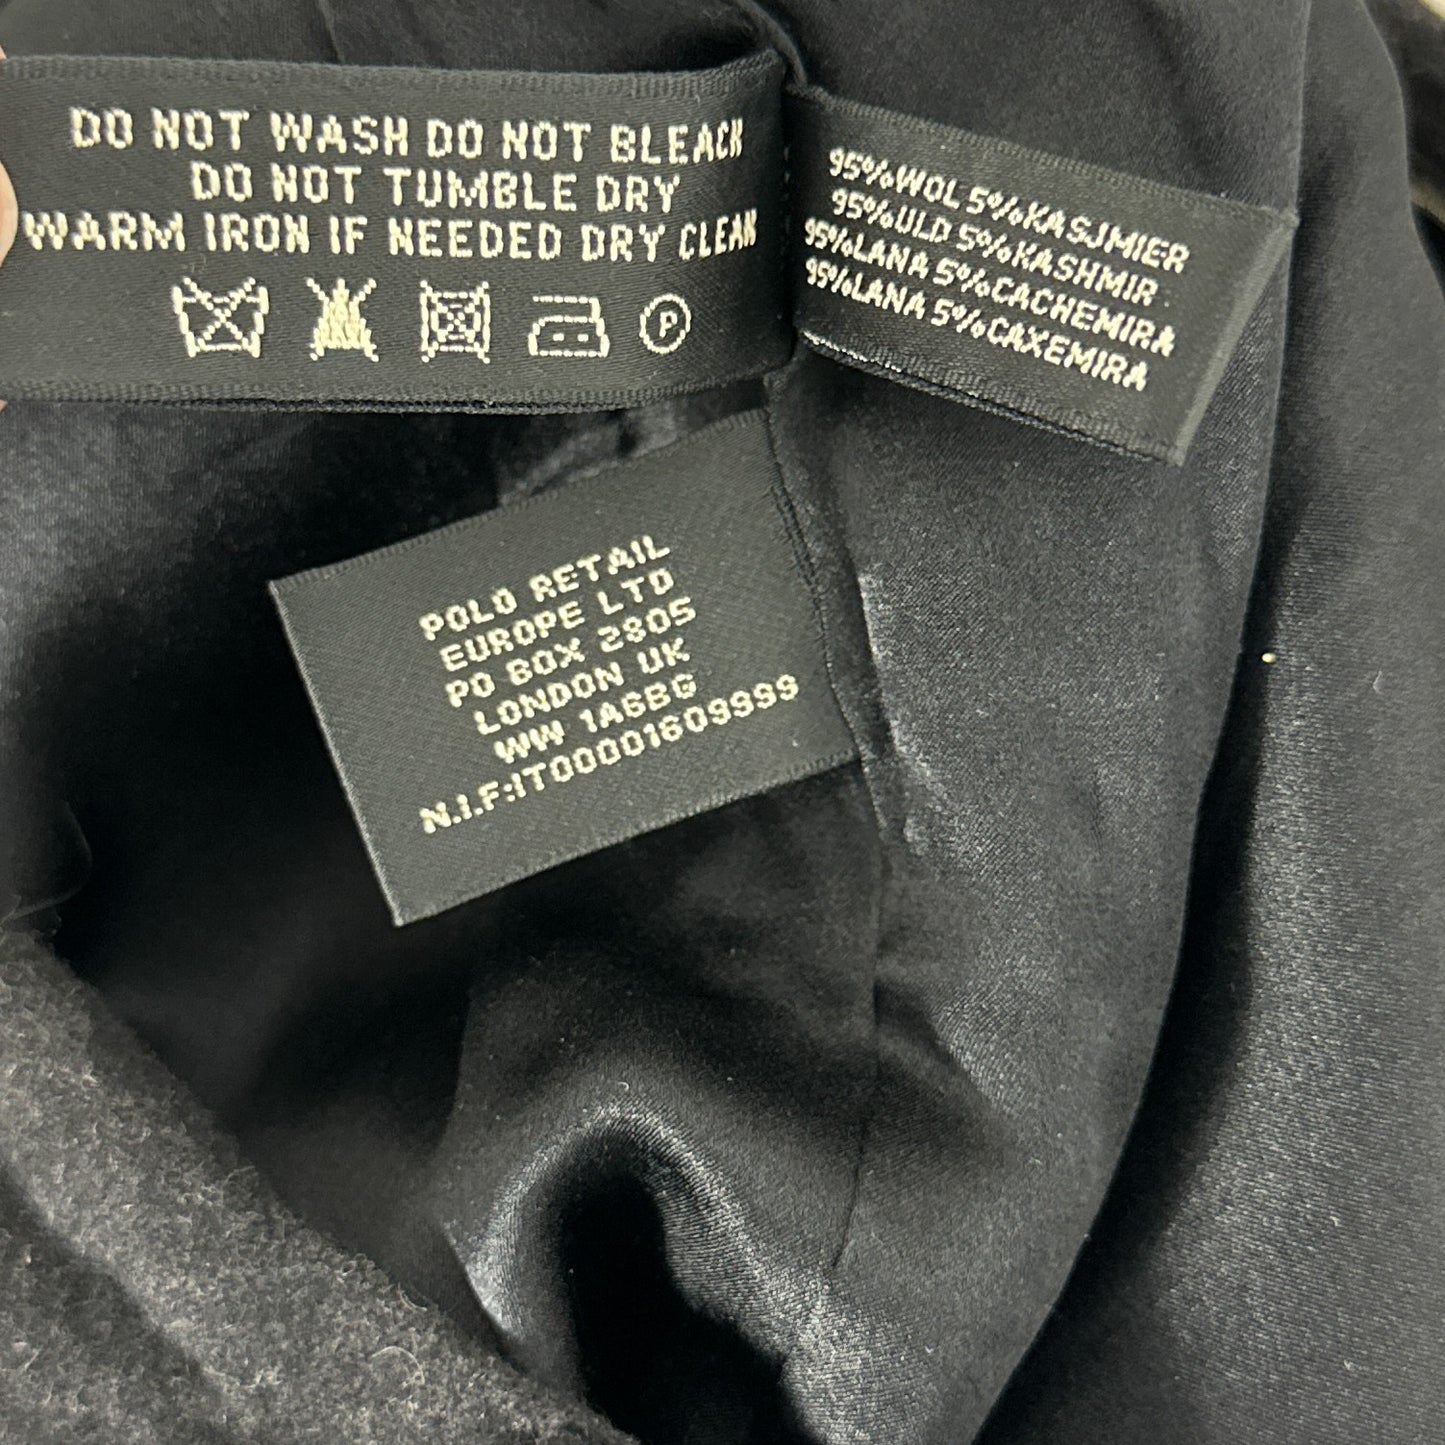 DO NOT WASH DO NOT BLEACH
DO NOT TUMBLE DRY
WARM IRON IF NEEDED DRY CLEAN
P
95%WOL 5%KASJMIER
95%ULD 5%KASHMIR
95%LANA 5%CACHEMIRA
95%LANA 5%CAXEMIRA
POLO RETAIL
EUROPE LTD
PO BOX 2805
LONDON UK
WW 1A6BG
N.I.F:IT00001609999